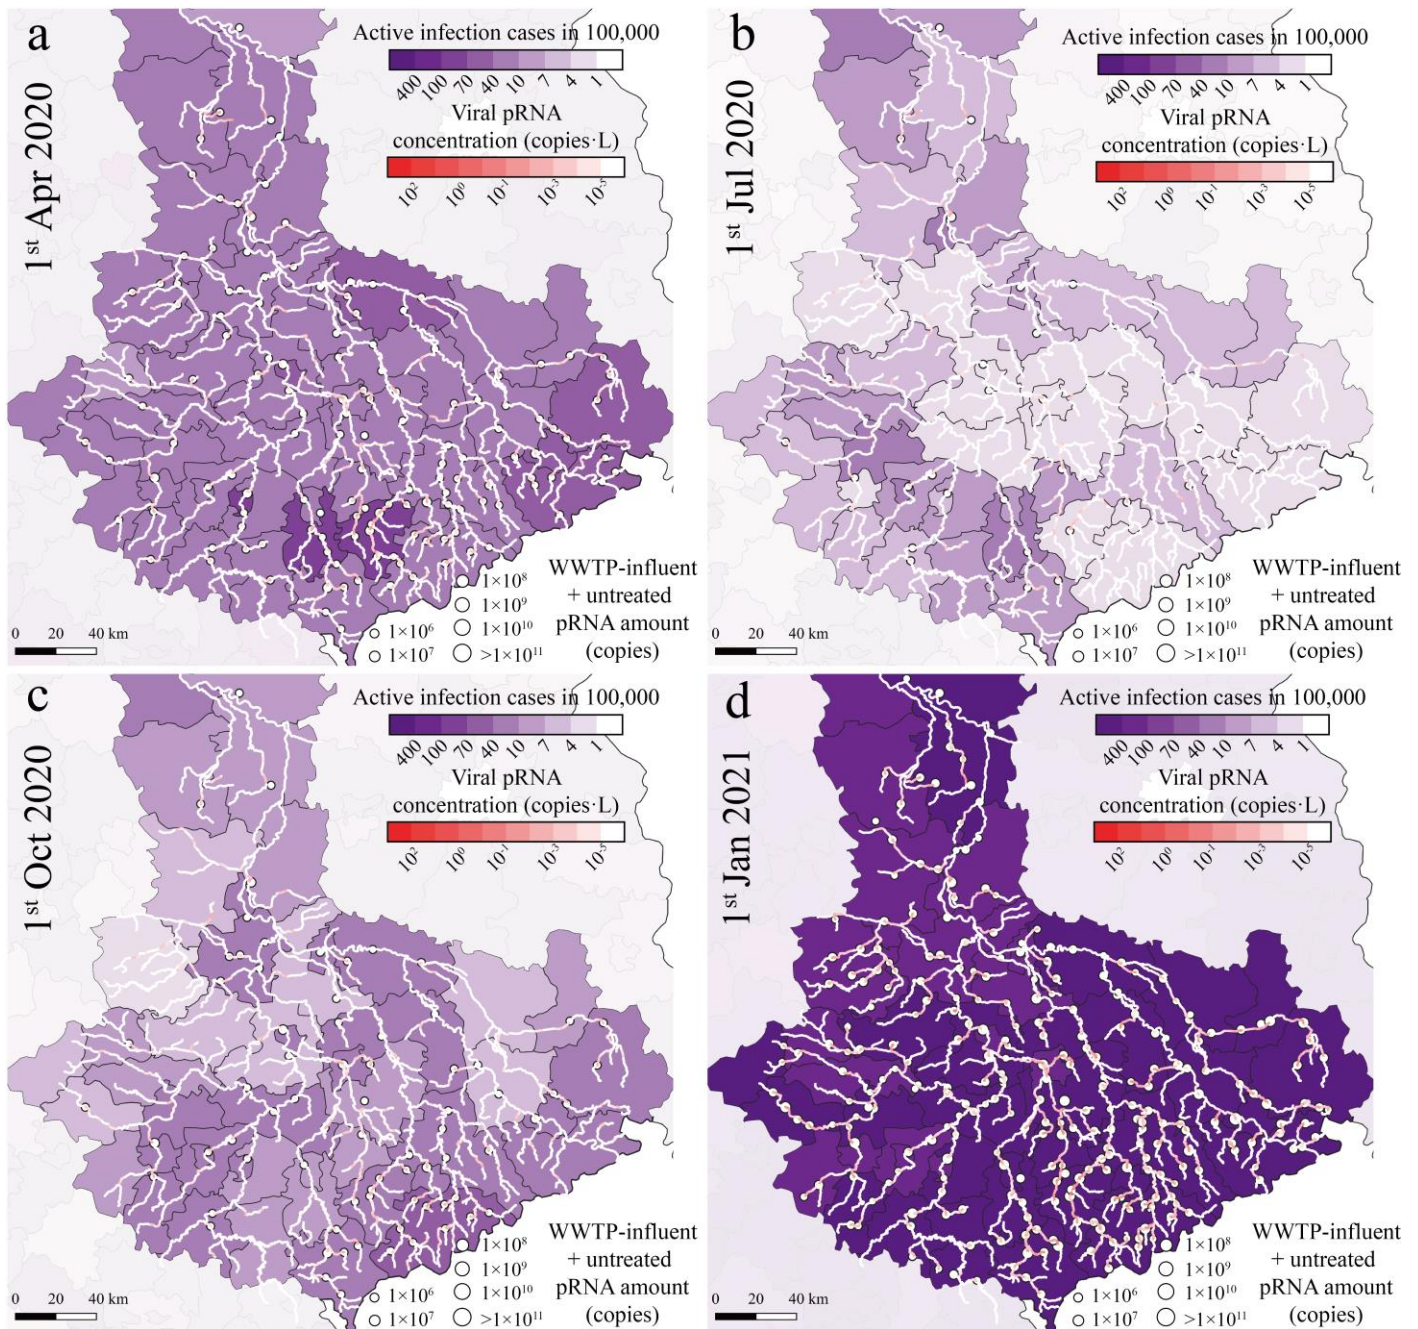 a
1st Apr 2020
Active infection cases in 100,000
400 100 70 40 10 7 4 1
Viral pRNA
concentration (copies·L)
10² 10⁰ 10⁻¹ 10⁻³ 10⁻⁵
0 20 40 km
1×10⁶
1×10⁷
1×10⁸
1×10⁹
1×10¹⁰
>1×10¹¹
WWTP-influent
+ untreated
pRNA amount
(copies)
b
1st Jul 2020
Active infection cases in 100,000
400 100 70 40 10 7 4 1
Viral pRNA
concentration (copies·L)
10² 10⁰ 10⁻¹ 10⁻³ 10⁻⁵
0 20 40 km
1×10⁶
1×10⁷
1×10⁸
1×10⁹
1×10¹⁰
>1×10¹¹
WWTP-influent
+ untreated
pRNA amount
(copies)
c
1st Oct 2020
Active infection cases in 100,000
400 100 70 40 10 7 4 1
Viral pRNA
concentration (copies·L)
10² 10⁰ 10⁻¹ 10⁻³ 10⁻⁵
0 20 40 km
1×10⁶
1×10⁷
1×10⁸
1×10⁹
1×10¹⁰
>1×10¹¹
WWTP-influent
+ untreated
pRNA amount
(copies)
d
1st Jan 2021
Active infection cases in 100,000
400 100 70 40 10 7 4 1
Viral pRNA
concentration (copies·L)
10² 10⁰ 10⁻¹ 10⁻³ 10⁻⁵
0 20 40 km
1×10⁶
1×10⁷
1×10⁸
1×10⁹
1×10¹⁰
>1×10¹¹
WWTP-influent
+ untreated
pRNA amount
(copies)